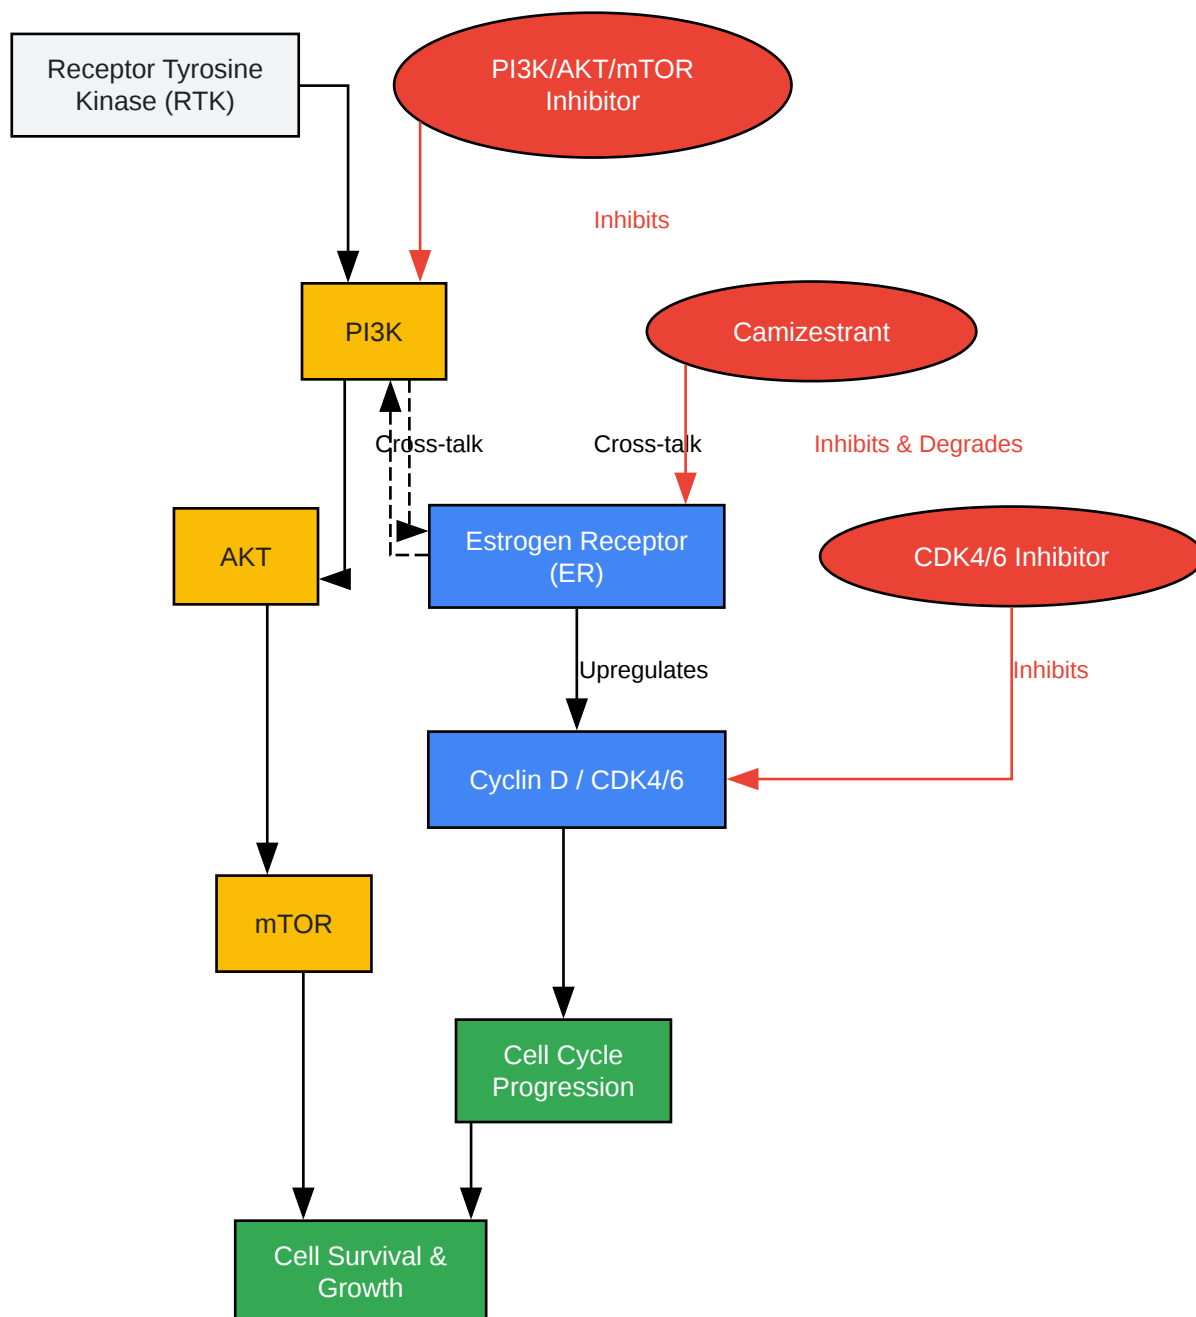 Receptor Tyrosine
Kinase (RTK)
PI3K/AKT/mTOR
Inhibitor
Inhibits
PI3K
Camizestrant
Cross-talk
Cross-talk
Inhibits & Degrades
AKT
Estrogen Receptor
(ER)
CDK4/6 Inhibitor
Upregulates
Inhibits
Cyclin D / CDK4/6
mTOR
Cell Cycle
Progression
Cell Survival &
Growth